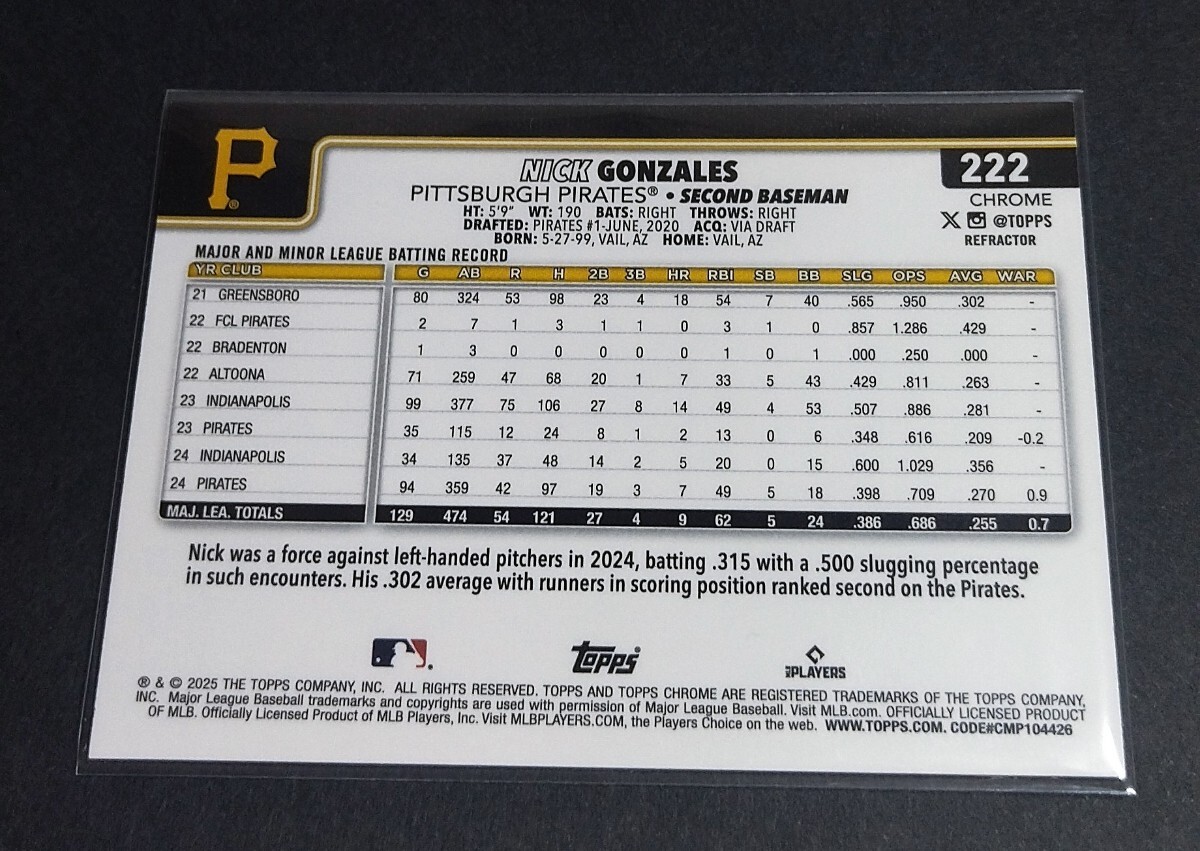 P®
NICK GONZALES
PITTSBURGH PIRATES® • SECOND BASEMAN
HT: 5'9" WT: 190 BATS: RIGHT THROWS: RIGHT
DRAFTED: PIRATES #1-JUNE, 2020 ACQ: VIA DRAFT
BORN: 5-27-99, VAIL, AZ HOME: VAIL, AZ
222
CHROME
X @TOPPS
REFRACTOR
MAJOR AND MINOR LEAGUE BATTING RECORD
YR CLUB G AB R H 2B 3B HR RBI SB BB SLG OPS AVG WAR
21 GREENSBORO 80 324 53 98 23 4 18 54 7 40 .565 .950 .302 -
22 FCL PIRATES 2 7 1 3 1 1 0 3 1 0 .857 1.286 .429 -
22 BRADENTON 1 3 0 0 0 0 0 1 0 1 .000 .250 .000 -
22 ALTOONA 71 259 47 68 20 1 7 33 5 43 .429 .811 .263 -
23 INDIANAPOLIS 99 377 75 106 27 8 14 49 4 53 .507 .886 .281 -
23 PIRATES 35 115 12 24 8 1 2 13 0 6 .348 .616 .209 -0.2
24 INDIANAPOLIS 34 135 37 48 14 2 5 20 0 15 .600 1.029 .356 -
24 PIRATES 94 359 42 97 19 3 7 49 5 18 .398 .709 .270 0.9
MAJ. LEA. TOTALS 129 474 54 121 27 4 9 62 5 24 .386 .686 .255 0.7
Nick was a force against left-handed pitchers in 2024, batting .315 with a .500 slugging percentage
in such encounters. His .302 average with runners in scoring position ranked second on the Pirates.
Topps
MLBPLAYERS
® & © 2025 THE TOPPS COMPANY, INC. ALL RIGHTS RESERVED. TOPPS AND TOPPS CHROME ARE REGISTERED TRADEMARKS OF THE TOPPS COMPANY,
INC. Major League Baseball trademarks and copyrights are used with permission of Major League Baseball. Visit MLB.com. OFFICIALLY LICENSED PRODUCT
OF MLB. Officially Licensed Product of MLB Players, Inc. Visit MLBPLAYERS.COM, the Players Choice on the web. WWW.TOPPS.COM. CODE#CMP104426